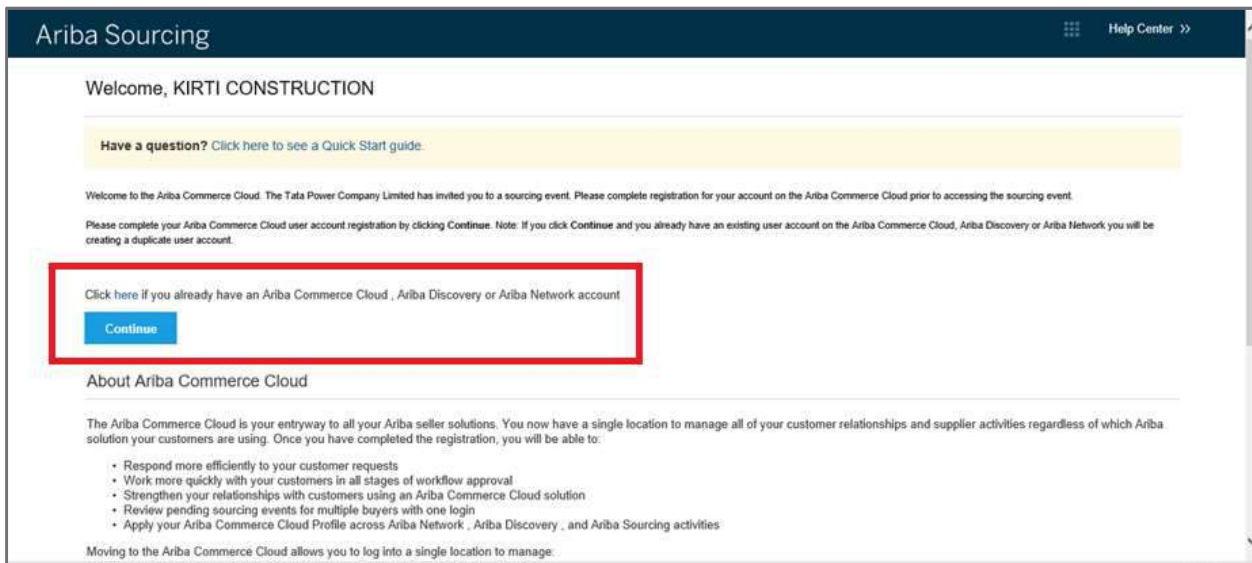 Ariba Sourcing
Help Center »
Welcome, KIRTI CONSTRUCTION
Have a question? Click here to see a Quick Start guide.
Welcome to the Ariba Commerce Cloud. The Tata Power Company Limited has invited you to a sourcing event. Please complete registration for your account on the Ariba Commerce Cloud prior to accessing the sourcing event.
Please complete your Ariba Commerce Cloud user account registration by clicking Continue. Note: If you click Continue and you already have an existing user account on the Ariba Commerce Cloud, Ariba Discovery or Ariba Network you will be
creating a duplicate user account.
Click here if you already have an Ariba Commerce Cloud , Ariba Discovery or Ariba Network account
Continue
About Ariba Commerce Cloud
The Ariba Commerce Cloud is your entryway to all your Ariba seller solutions. You now have a single location to manage all of your customer relationships and supplier activities regardless of which Ariba
solution your customers are using. Once you have completed the registration, you will be able to:
• Respond more efficiently to your customer requests
• Work more quickly with your customers in all stages of workflow approval
• Strengthen your relationships with customers using an Ariba Commerce Cloud solution
• Review pending sourcing events for multiple buyers with one login
• Apply your Ariba Commerce Cloud Profile across Ariba Network , Ariba Discovery , and Ariba Sourcing activities
Moving to the Ariba Commerce Cloud allows you to log into a single location to manage: